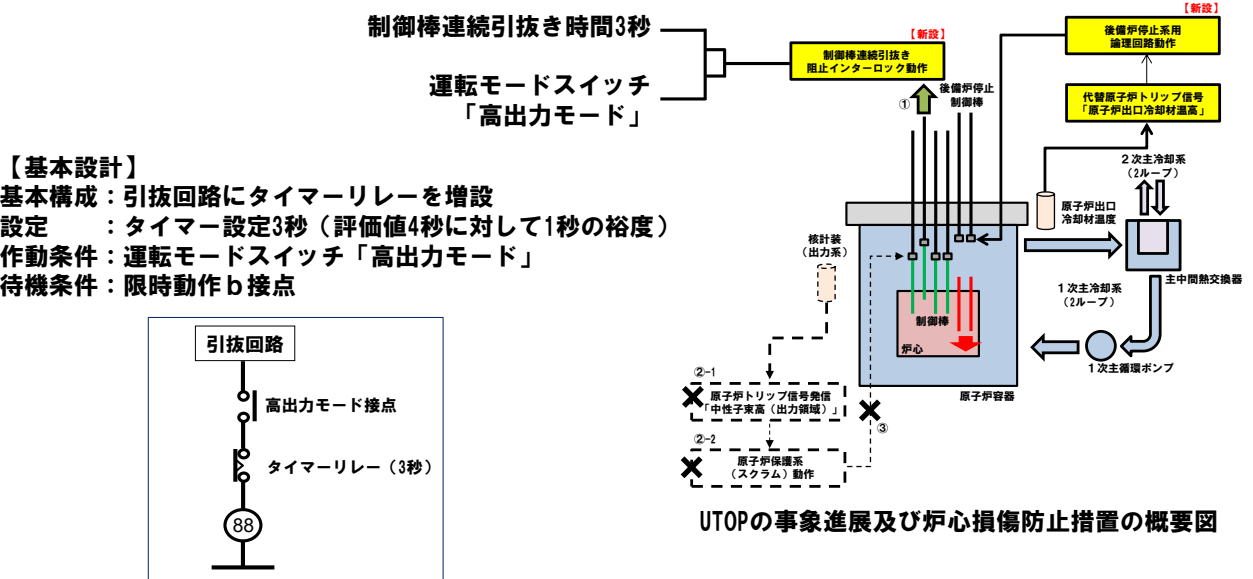 制御棒連続引抜き時間3秒
運転モードスイッチ
「高出力モード」
【新設】
制御棒連続引抜き
阻止インターロック動作
【基本設計】
基本構成：引抜回路にタイマーリレーを増設
設定　　：タイマー設定3秒（評価値4秒に対して1秒の裕度）
作動条件：運転モードスイッチ「高出力モード」
待機条件：限時動作ｂ接点
引抜回路
高出力モード接点
タイマーリレー（3秒）
88
【新設】
後備炉停止系用
論理回路動作
代替原子炉トリップ信号
「原子炉出口冷却材温高」
①
後備炉停止
制御棒
２次主冷却系
（2ループ）
原子炉出口
冷却材温度
核計装
（出力系）
主中間熱交換器
１次主冷却系
（2ループ）
制御棒
炉心
１次主循環ポンプ
原子炉容器
②-1
原子炉トリップ信号発信
「中性子束高（出力領域）」
③
②-2
原子炉保護系
（スクラム）動作
UTOPの事象進展及び炉心損傷防止措置の概要図